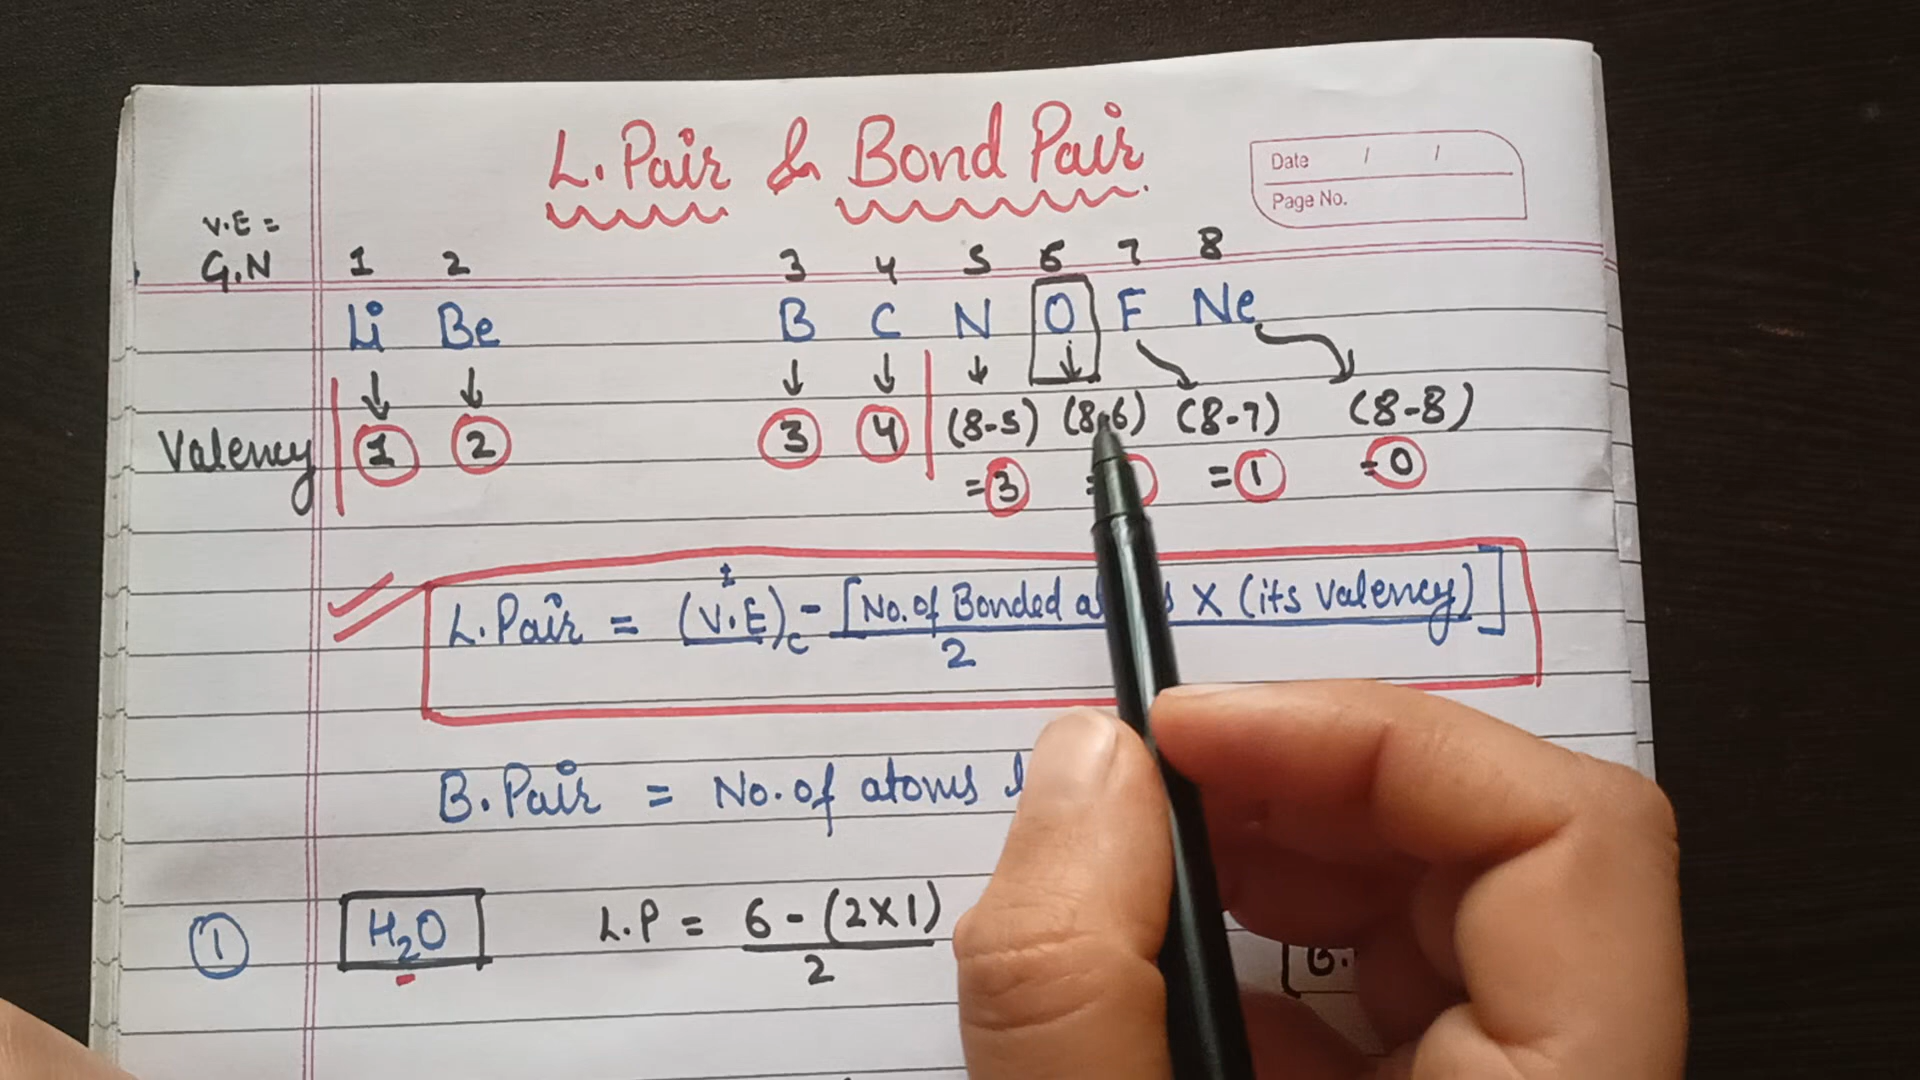 L.Pair & Bond Pair
Date / /
Page No.
V.E =
G.N 1 2 3 4 5 6 7 8
Li Be B C N O F Ne
↓ ↓ ↓ ↓ ↓ ↓
Valency 1 2 3 4 (8-5) (8-6) (8-7) (8-8)
=3 = =1 =0
L.Pair = (V.E)c - [No. of Bonded X (its valency)]
2
B.Pair = No. of atoms
1 H2O L.P = 6 - (2X1)
2